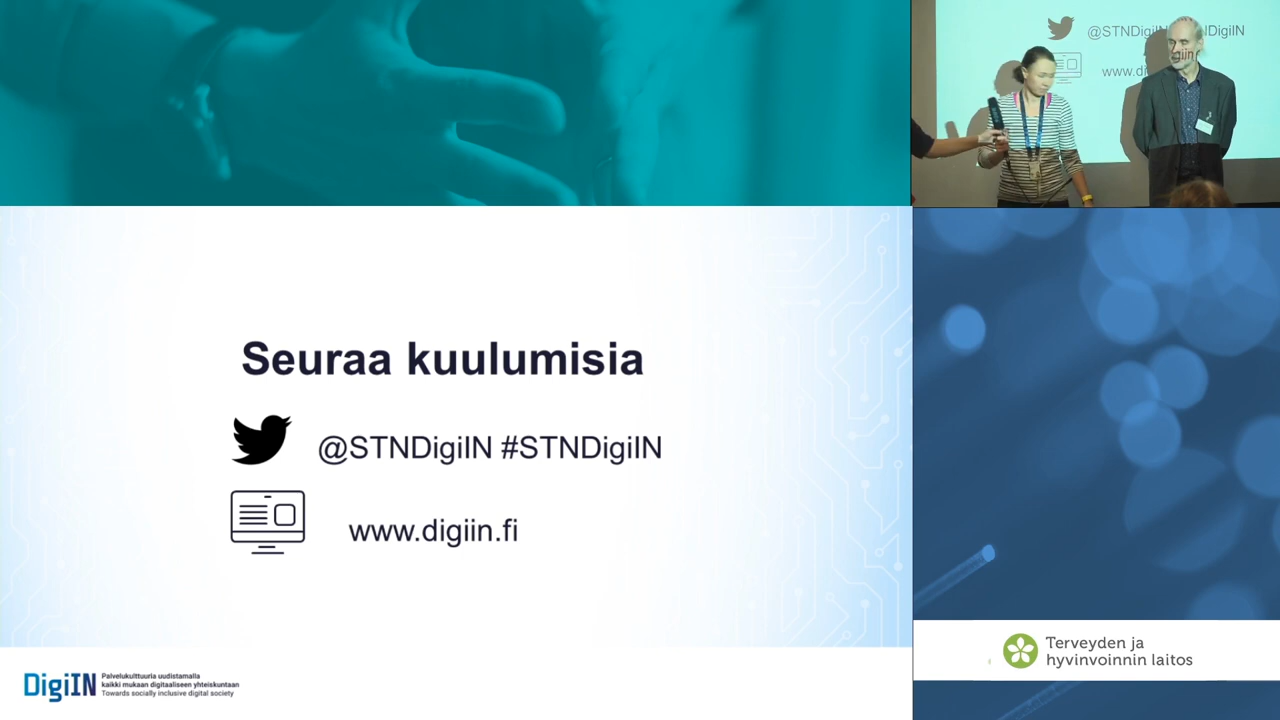 Seuraa kuulumisia
@STNDigiIN #STNDigiIN
www.digiin.fi
DigiIN
Palvelukulttuuria uudistamalla
kaikki mukaan digitaaliseen yhteiskuntaan
Towards socially inclusive digital society
Terveyden ja
hyvinvoinnin laitos